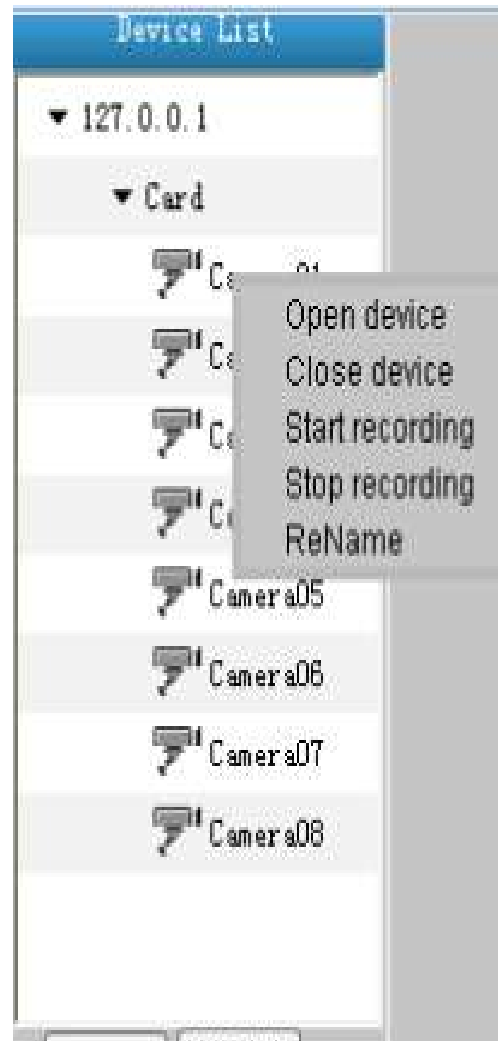 Device List
127.0.0.1
Card
Open device
Close device
Start recording
Stop recording
ReName
Camera05
Camera06
Camera07
Camera08